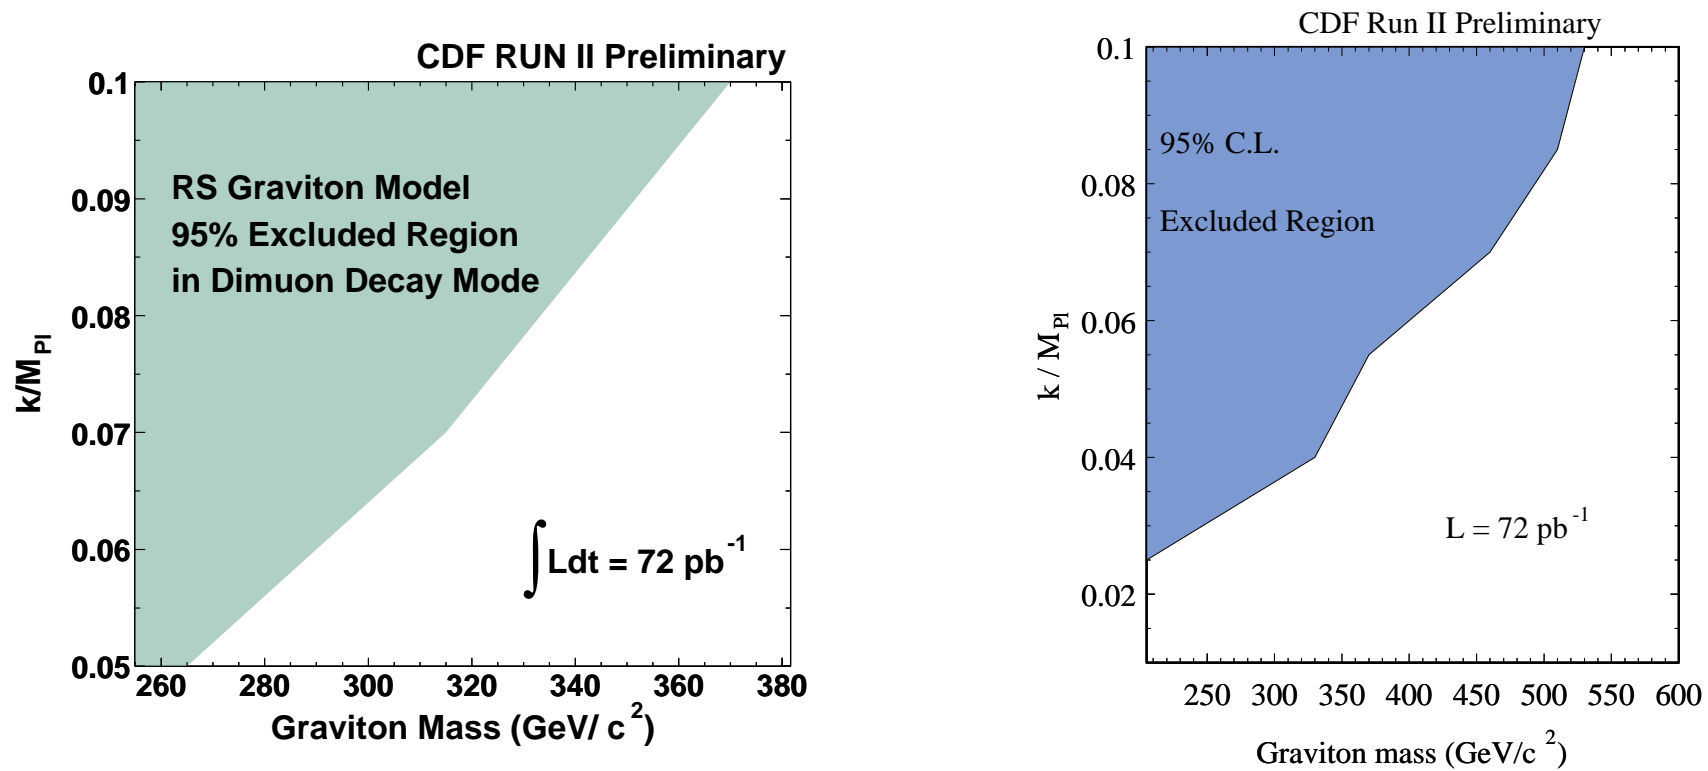 CDF RUN II Preliminary
0.1
0.09
0.08
0.07
0.06
0.05
k/M_Pl
RS Graviton Model
95% Excluded Region
in Dimuon Decay Mode
∫Ldt = 72 pb⁻¹
260 280 300 320 340 360 380
Graviton Mass (GeV/ c²)
CDF Run II Preliminary
0.1
0.08
0.06
0.04
0.02
k / M_Pl
95% C.L.
Excluded Region
L = 72 pb⁻¹
250 300 350 400 450 500 550 600
Graviton mass (GeV/c²)